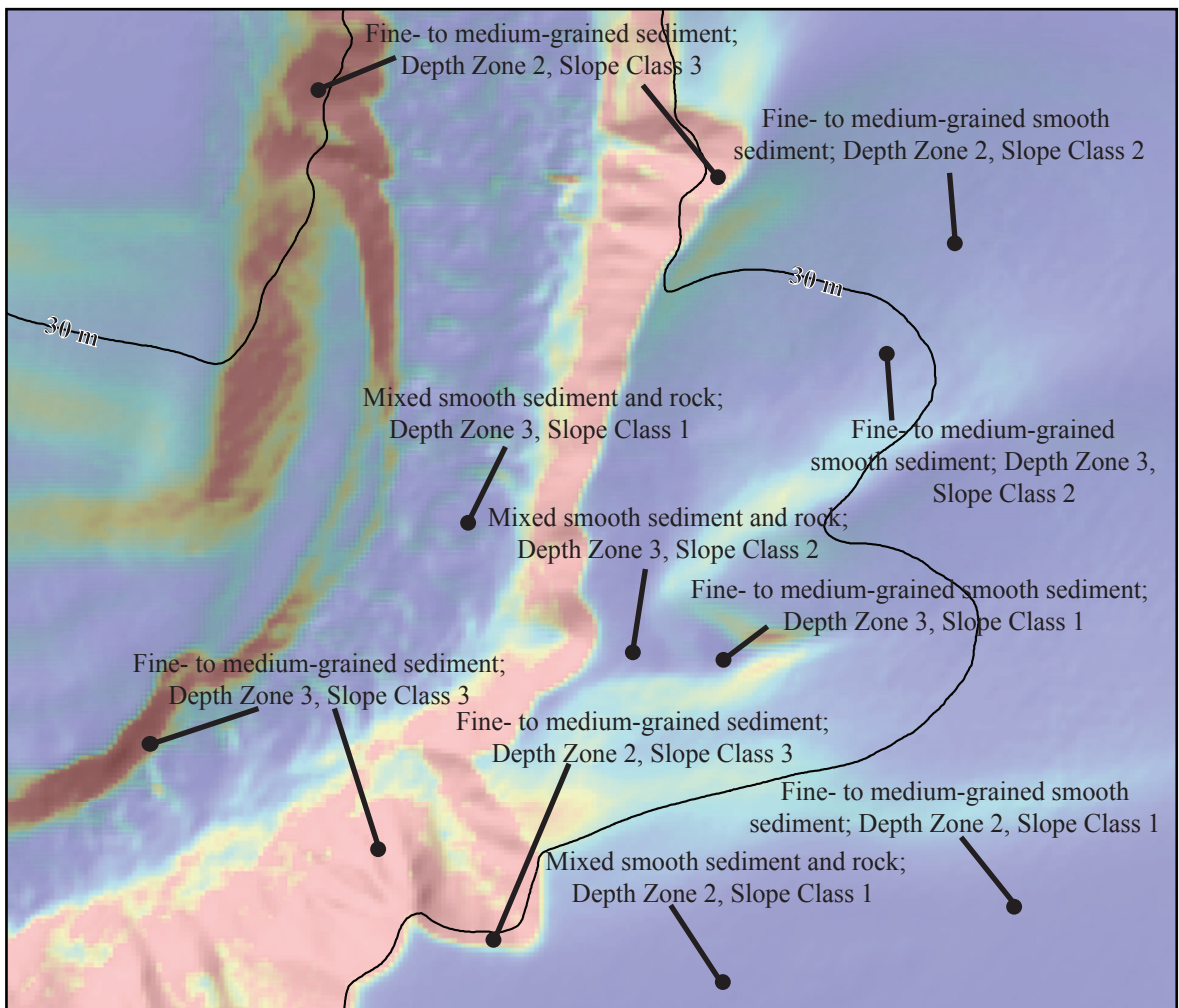 Fine- to medium-grained sediment;
Depth Zone 2, Slope Class 3
Fine- to medium-grained smooth
sediment; Depth Zone 2, Slope Class 2
30 m
30 m
Mixed smooth sediment and rock;
Depth Zone 3, Slope Class 1
Fine- to medium-grained
smooth sediment; Depth Zone 3,
Slope Class 2
Mixed smooth sediment and rock;
Depth Zone 3, Slope Class 2
Fine- to medium-grained smooth sediment;
Depth Zone 3, Slope Class 1
Fine- to medium-grained sediment;
Depth Zone 3, Slope Class 3
Fine- to medium-grained sediment;
Depth Zone 2, Slope Class 3
Fine- to medium-grained smooth
sediment; Depth Zone 2, Slope Class 1
Mixed smooth sediment and rock;
Depth Zone 2, Slope Class 1